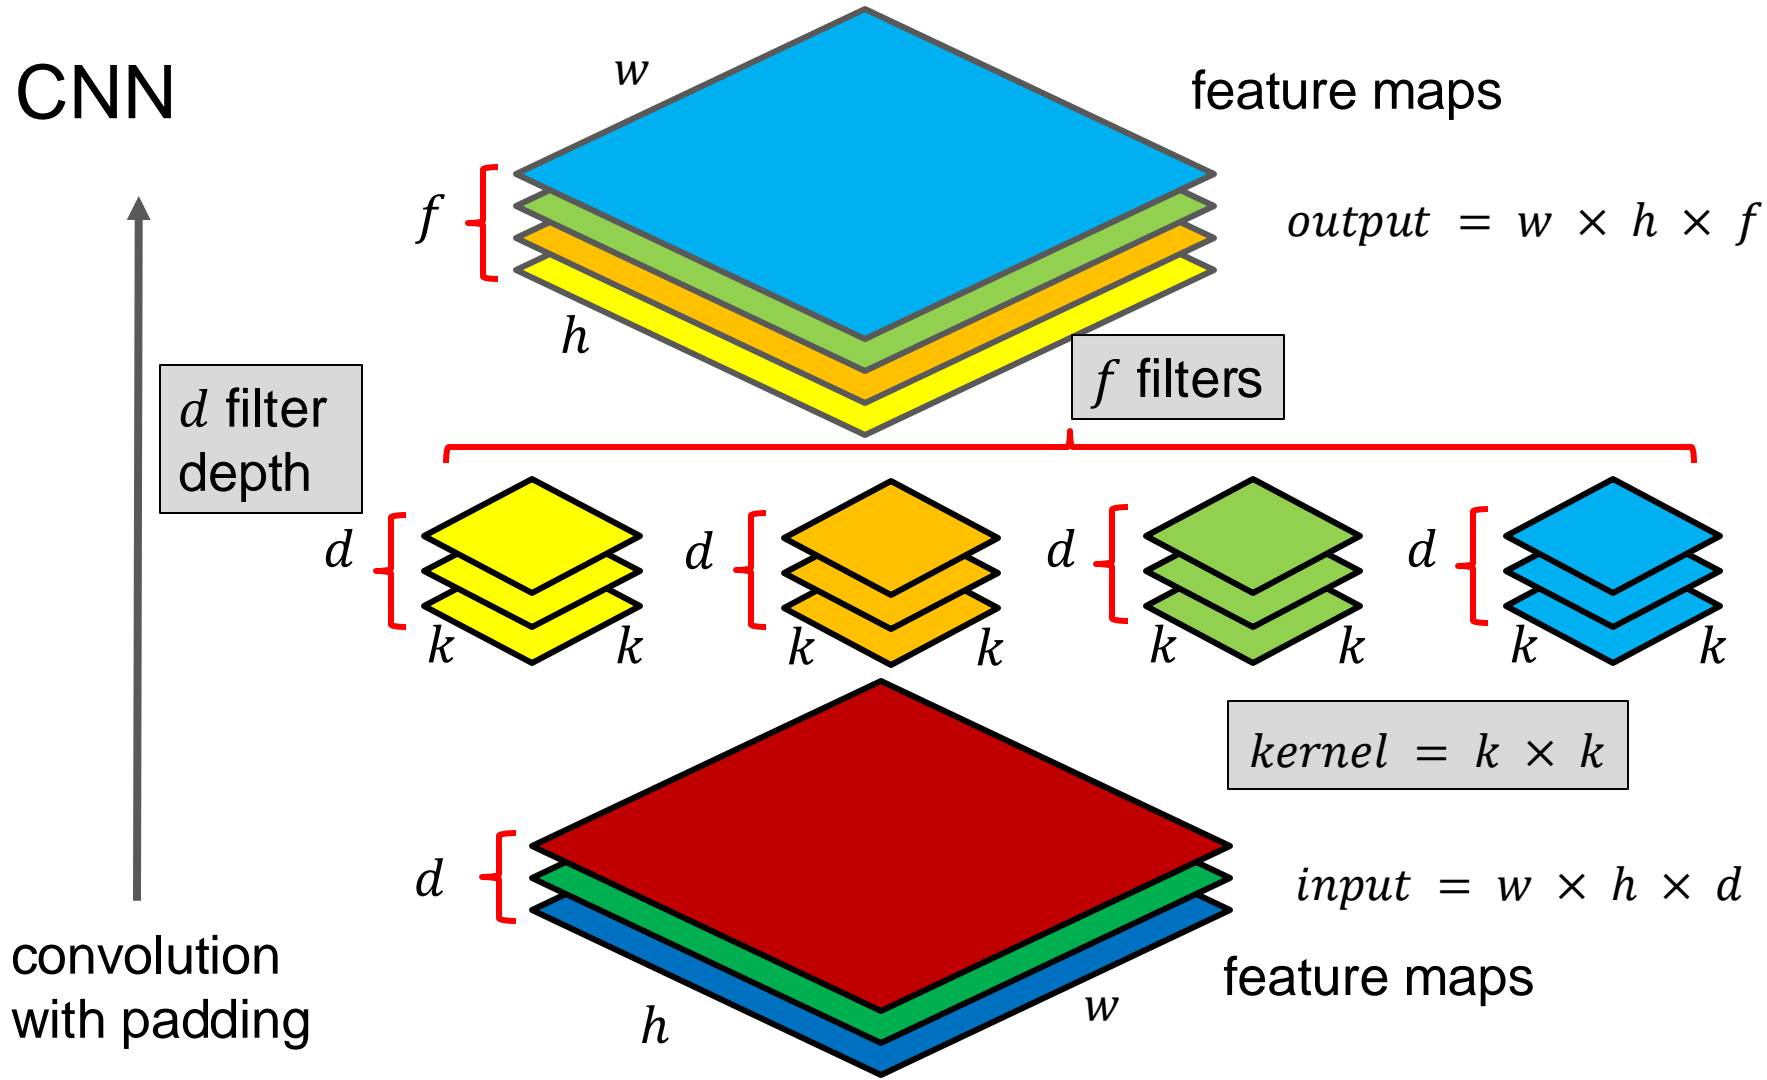 CNN
w
feature maps
f
output = w × h × f
h
f filters
d filter
depth
d
d
d
d
k
k
k
k
k
k
k
k
kernel = k × k
d
input = w × h × d
convolution
with padding
feature maps
h
w